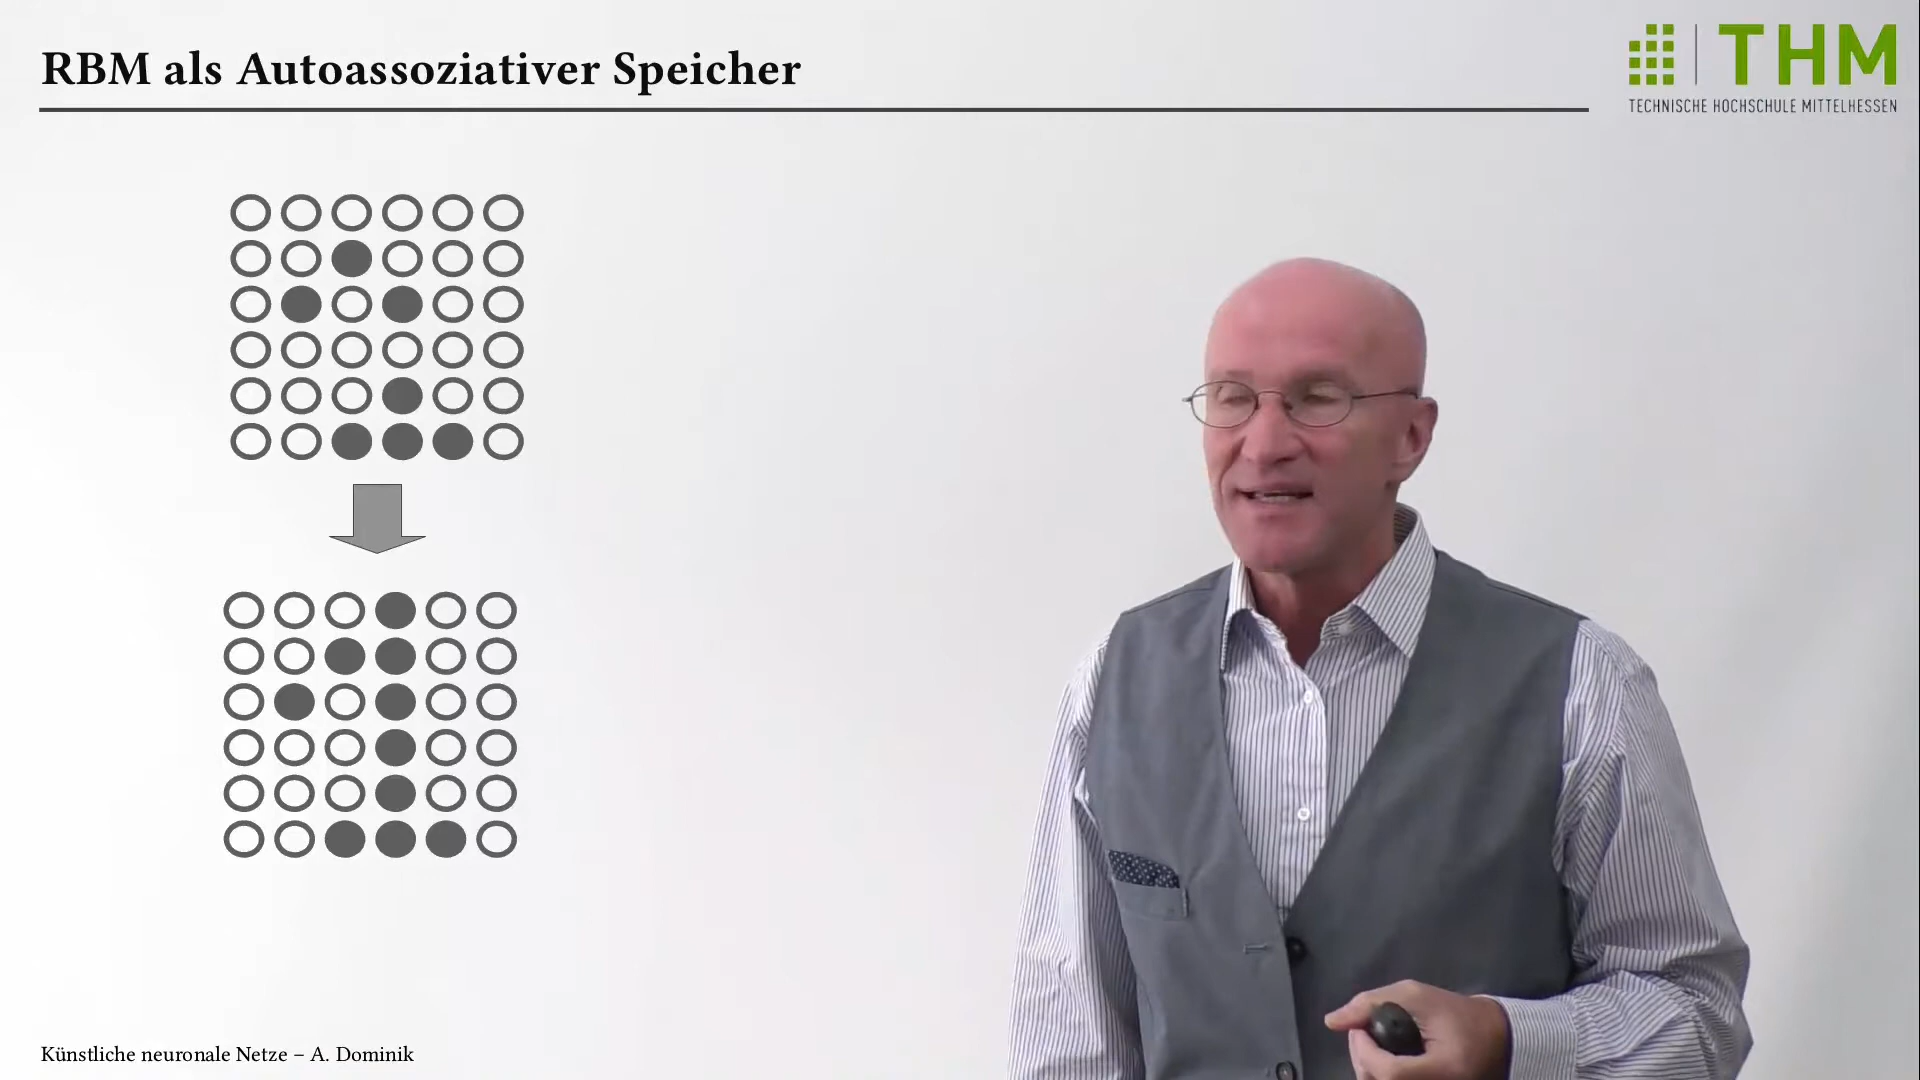 RBM als Autoassoziativer Speicher
THM
TECHNISCHE HOCHSCHULE MITTELHESSEN
Künstliche neuronale Netze – A. Dominik